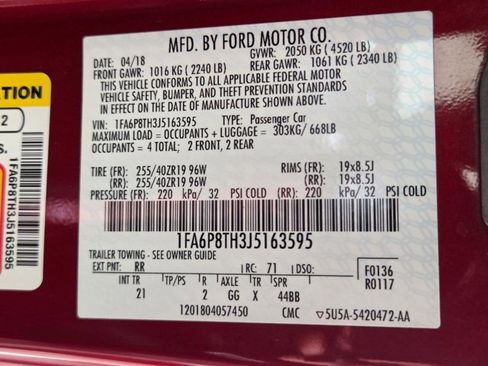 MFD. BY FORD MOTOR CO.
DATE: 04/18 GVWR: 2050 KG ( 4520 LB)
FRONT GAWR: 1016 KG ( 2240 LB) REAR GAWR: 1061 KG ( 2340 LB)
THIS VEHICLE CONFORMS TO ALL APPLICABLE FEDERAL MOTOR
VEHICLE SAFETY, BUMPER, AND THEFT PREVENTION STANDARDS
IN EFFECT ON THE DATE OF MANUFACTURE SHOWN ABOVE.
VIN: 1FA6P8TH3J5163595 TYPE: Passenger Car
MAXIMUM LOAD = OCCUPANTS + LUGGAGE = 303KG/ 668LB
OCCUPANTS = 4 TOTAL; 2 FRONT, 2 REAR
TIRE (FR): 255/40ZR19 96W RIMS (FR): 19x8.5J
(RR): 255/40ZR19 96W (RR): 19x8.5J
PRESSURE (FR): 220 kPa/ 32 PSI COLD (RR): 220 kPa/ 32 PSI COLD
1FA6P8TH3J5163595
TRAILER TOWING – SEE OWNER GUIDE
EXT PNT: RR RC: 71 DSO: F0136
INT TR TP/PS R AXLE TR SPR R0117
21 2 GG X 44BB
1201804057450 CMC ▽5U5A-5420472-AA
1FA6P8TH3J5163595